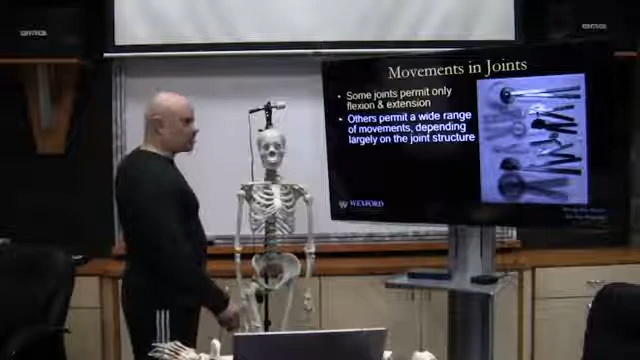 Movements in Joints
Some joints permit only
flexion & extension
Others permit a wide range
of movements, depending
largely on the joint structure
WEXFORD